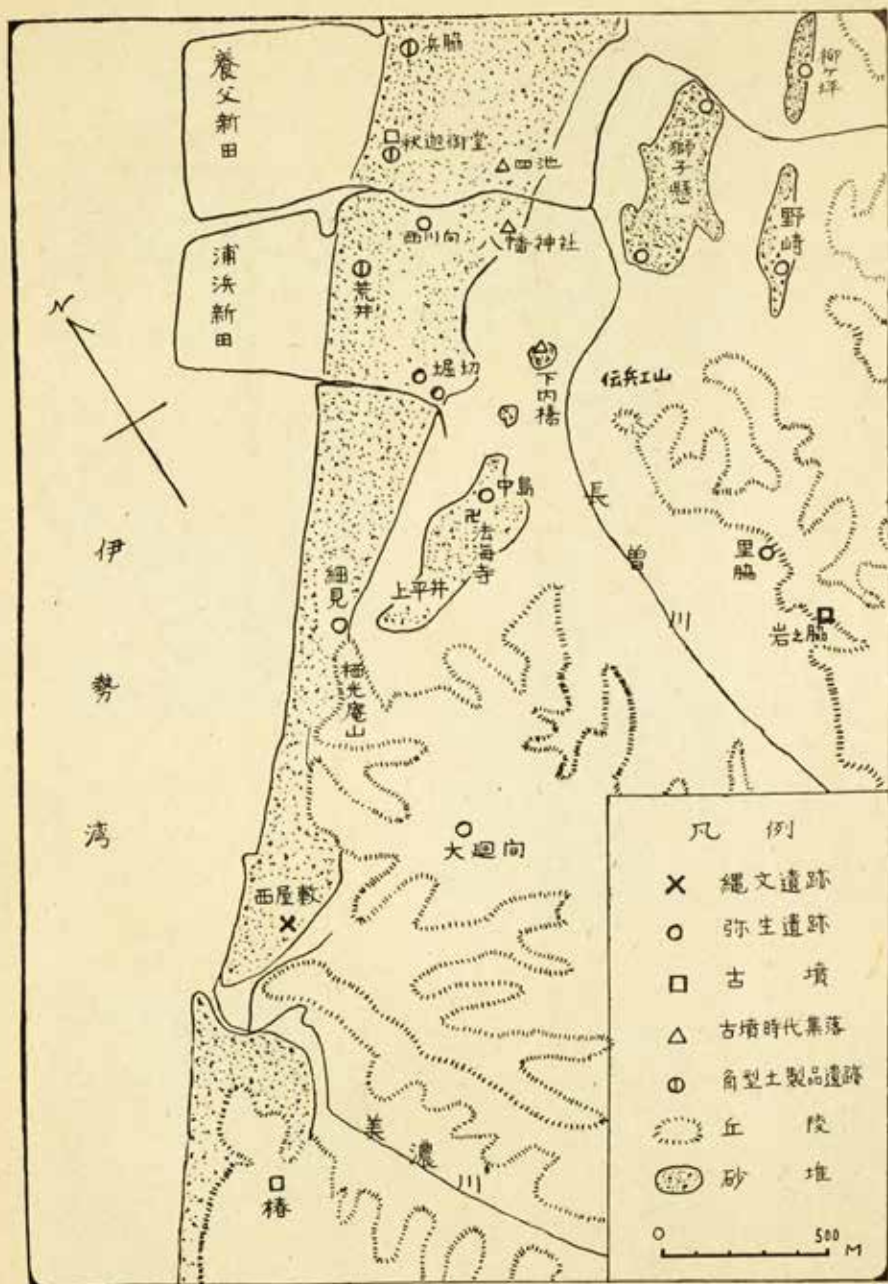 養父新田
浜脇
釈迦御堂
四池
柳ヶ坪
獅子懸
野崎
西川向
八幡神社
浦浜新田
荒井
N
堀切
下内橋
伝兵エ山
長曽川
中島
卍法海寺
上平井
細見
里脇
岩之脇
伊勢湾
栖光庵山
大廻向
西屋敷
美濃川
椿
凡例
縄文遺跡
弥生遺跡
古墳
古墳時代集落
角型土製品遺跡
丘陵
砂堆
0 500 M